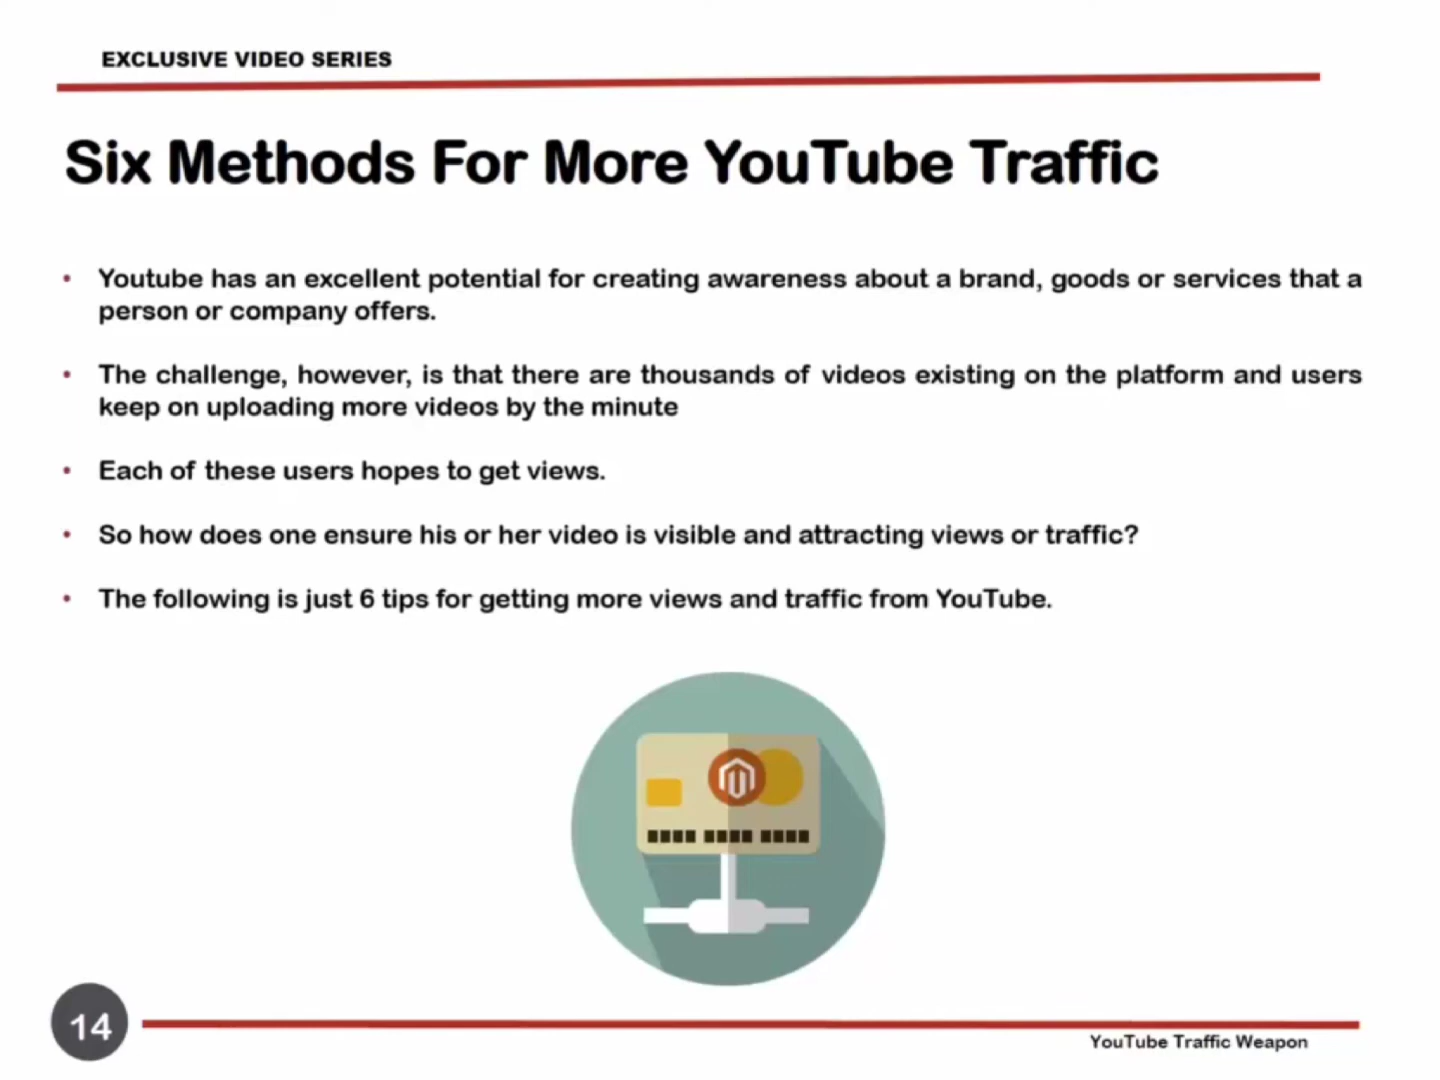 EXCLUSIVE VIDEO SERIES
Six Methods For More YouTube Traffic
• Youtube has an excellent potential for creating awareness about a brand, goods or services that a
person or company offers.
• The challenge, however, is that there are thousands of videos existing on the platform and users
keep on uploading more videos by the minute
• Each of these users hopes to get views.
• So how does one ensure his or her video is visible and attracting views or traffic?
• The following is just 6 tips for getting more views and traffic from YouTube.
14
YouTube Traffic Weapon